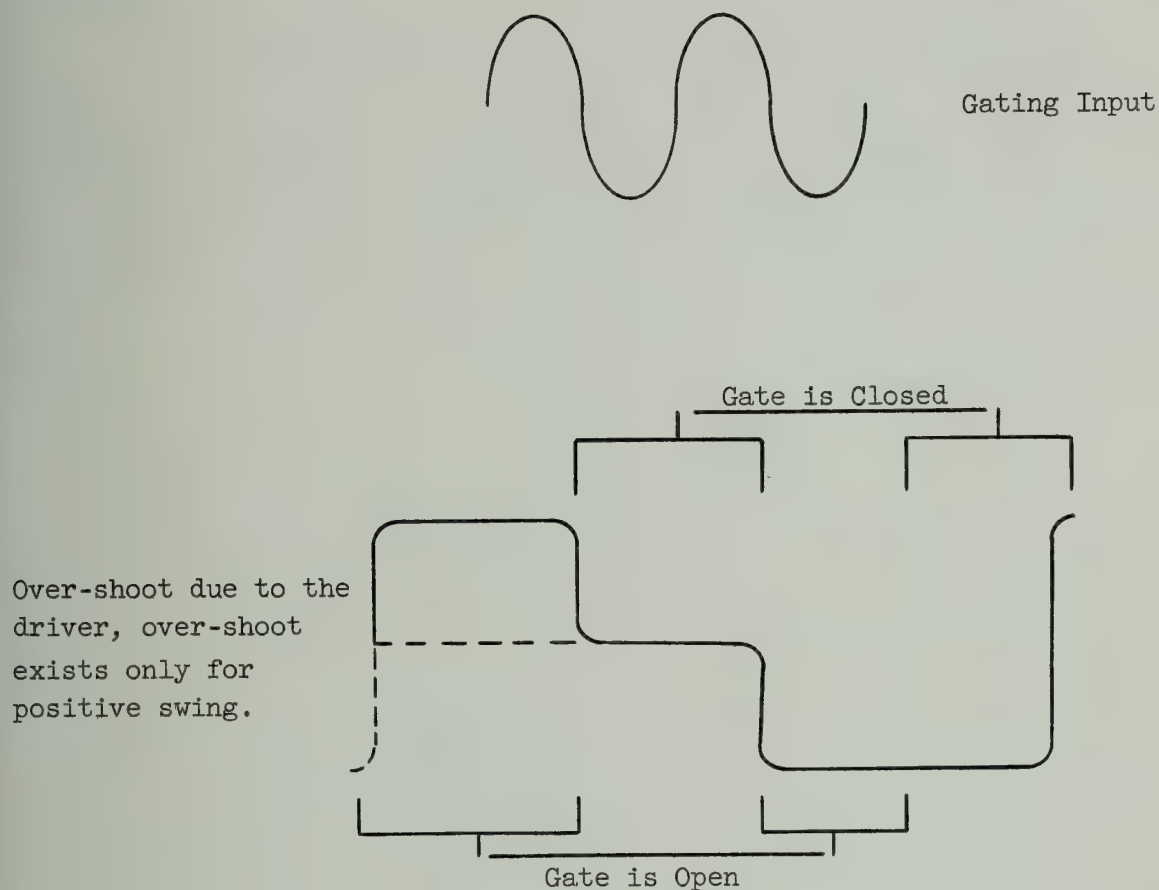 Gating Input
Gate is Closed
Over-shoot due to the
driver, over-shoot
exists only for
positive swing.
Gate is Open